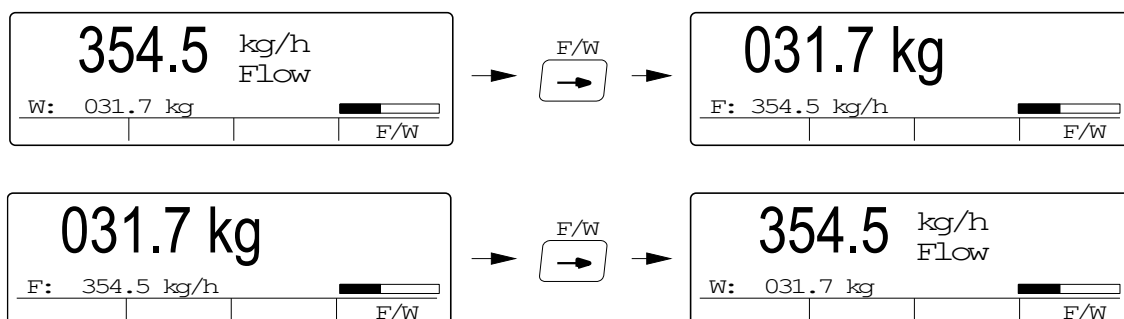 354.5 kg/h
Flow
W: 031.7 kg
F/W
F/W
031.7 kg
F: 354.5 kg/h
F/W
031.7 kg
F: 354.5 kg/h
F/W
F/W
354.5 kg/h
Flow
W: 031.7 kg
F/W